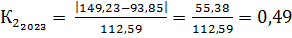 К₂₂₀₂₃ = |149,23−93,85| / 112,59 = 55,38 / 112,59 = 0,49